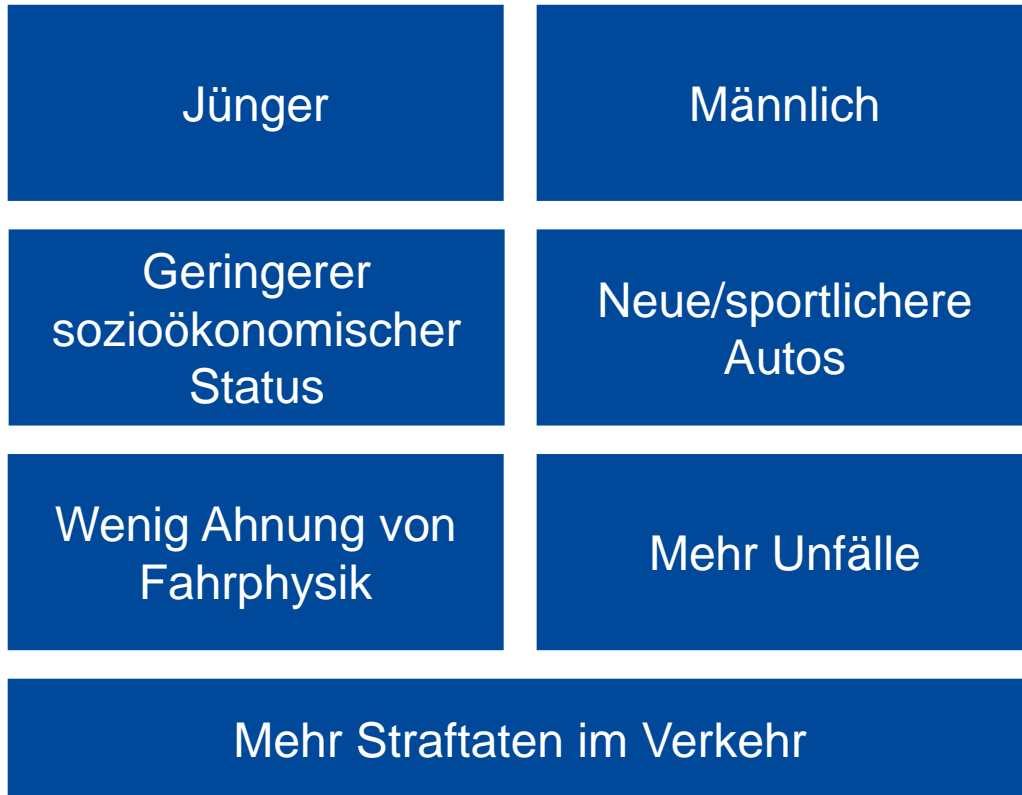 Jünger
Männlich
Geringerer
sozioökonomischer
Status
Neue/sportlichere
Autos
Wenig Ahnung von
Fahrphysik
Mehr Unfälle
Mehr Straftaten im Verkehr